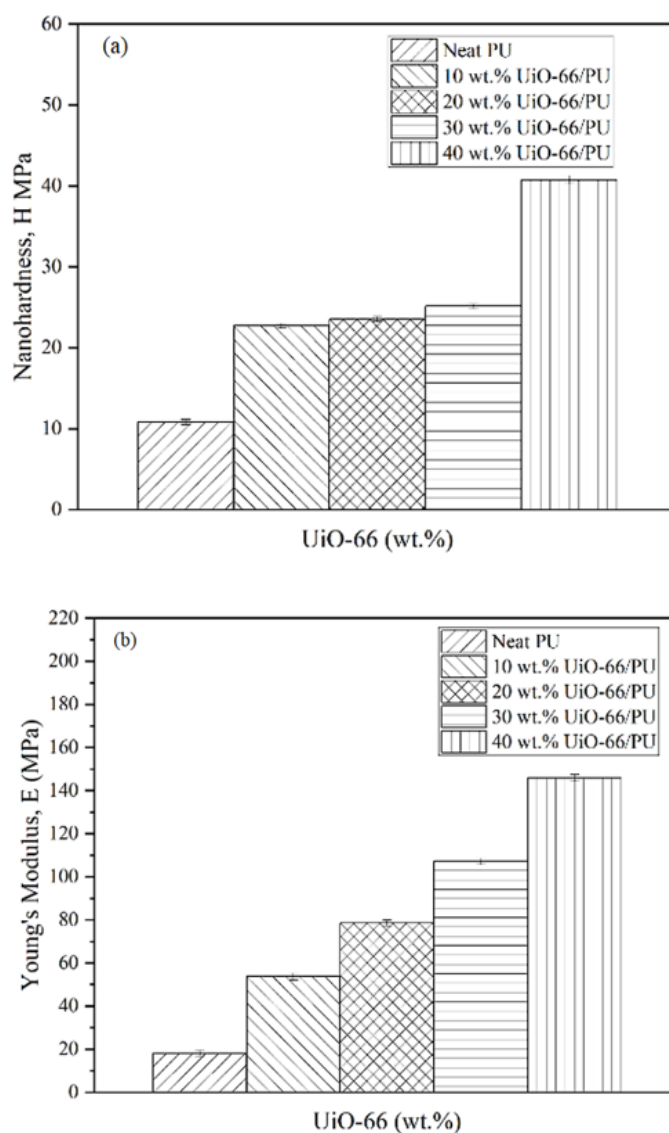 (a)
Neat PU
10 wt.% UiO-66/PU
20 wt.% UiO-66/PU
30 wt.% UiO-66/PU
40 wt.% UiO-66/PU
Nanohardness, H MPa
60
50
40
30
20
10
0
UiO-66 (wt.%)
(b)
Neat PU
10 wt.% UiO-66/PU
20 wt.% UiO-66/PU
30 wt.% UiO-66/PU
40 wt.% UiO-66/PU
Young's Modulus, E (MPa)
220
200
180
160
140
120
100
80
60
40
20
0
UiO-66 (wt.%)